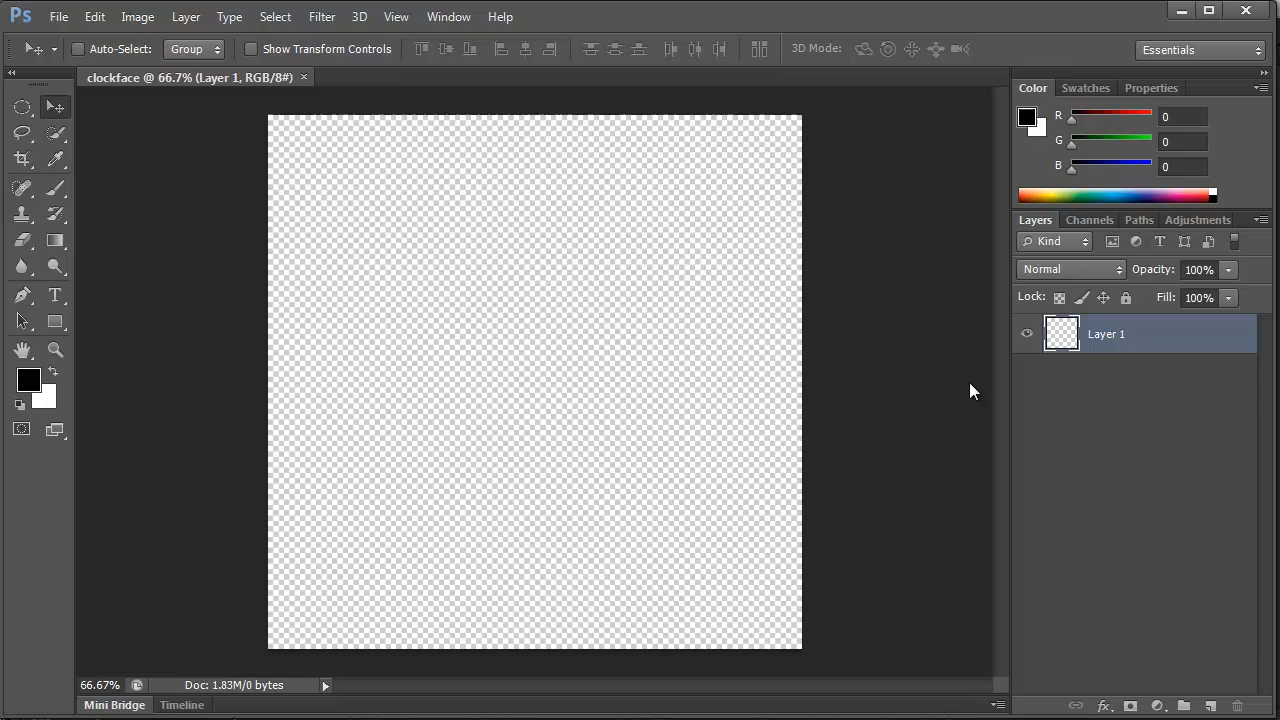 Ps File Edit Image Layer Type Select Filter 3D View Window Help
Auto-Select: Group Show Transform Controls 3D Mode: Essentials
clockface @ 66.7% (Layer 1, RGB/8#) ×
Color Swatches Properties
R 0
G 0
B 0
Layers Channels Paths Adjustments
Kind T
Normal Opacity: 100%
Lock: Fill: 100%
Layer 1
T
66.67% Doc: 1.83M/0 bytes
Mini Bridge Timeline
fx